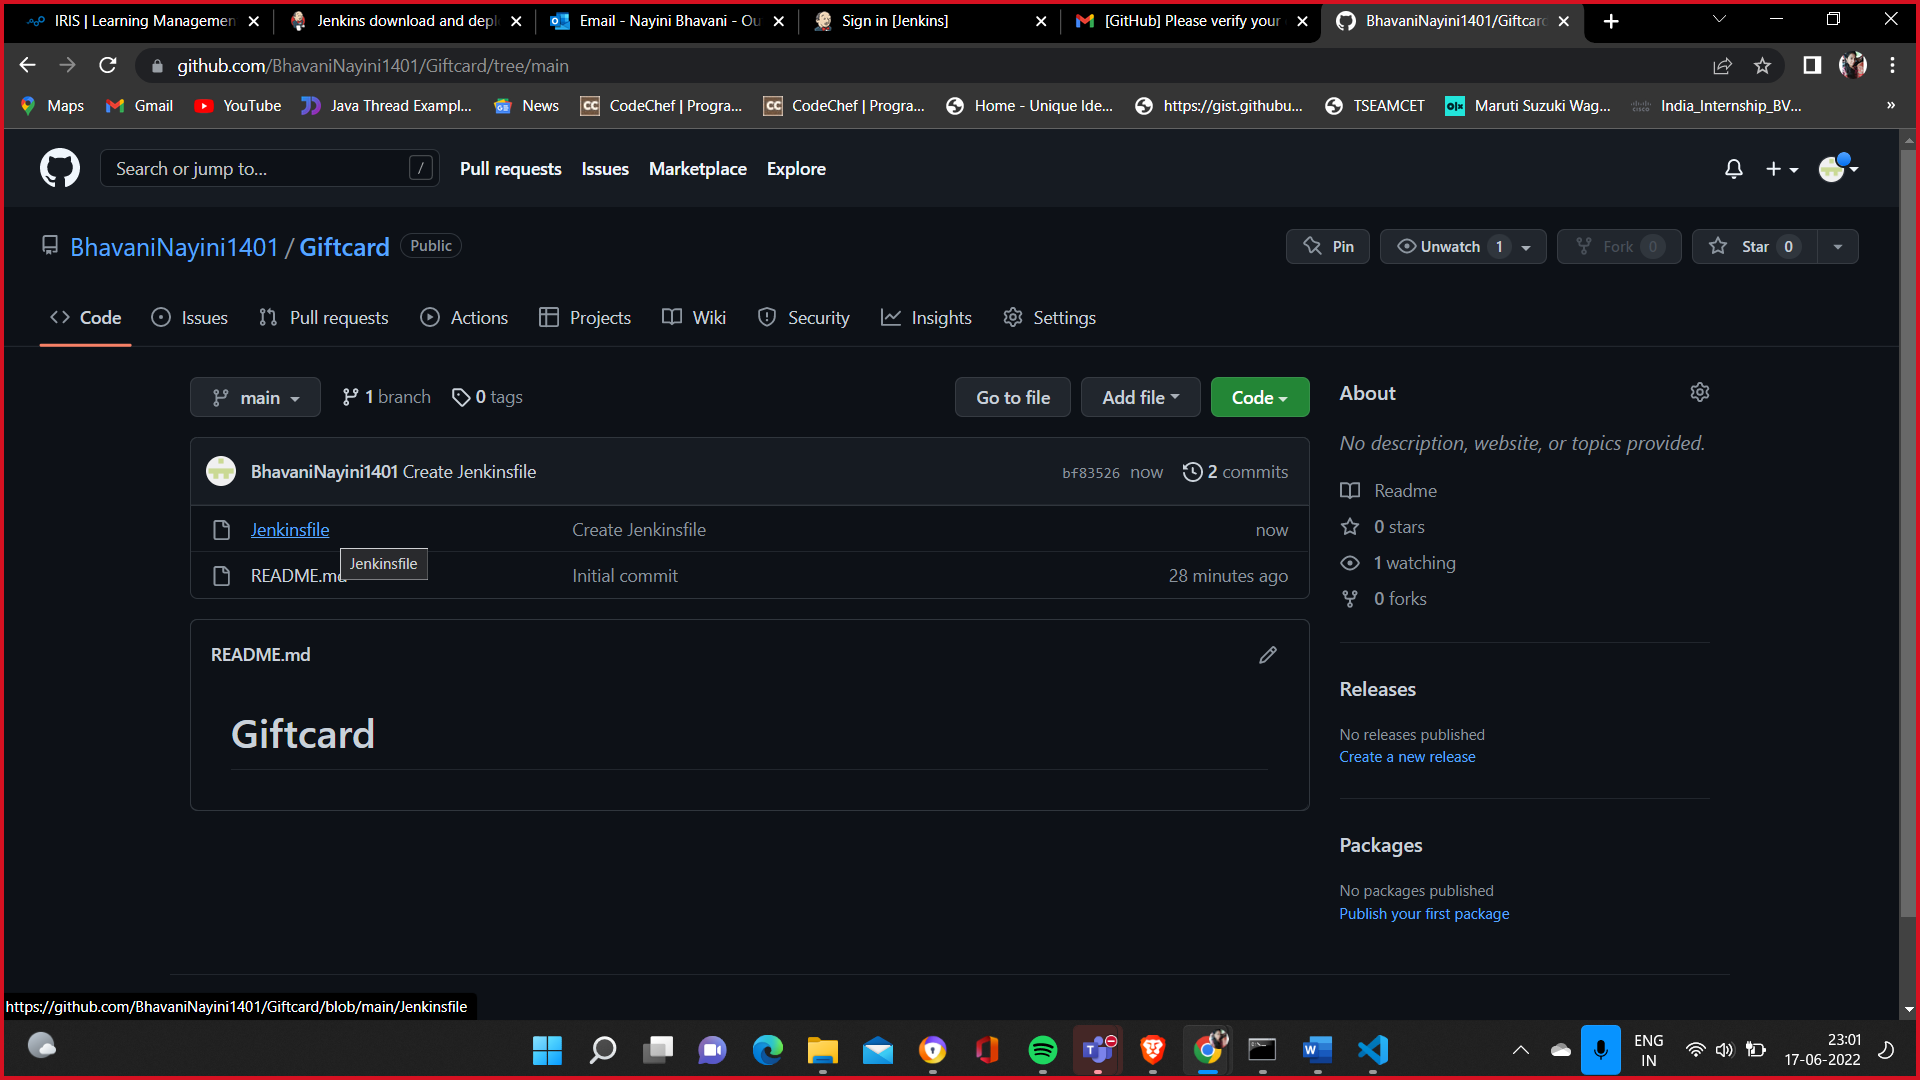 IRIS | Learning Managemen
Jenkins download and depl
Email - Nayini Bhavani - Ou
Sign in [Jenkins]
[GitHub] Please verify your
BhavaniNayini1401/Giftcard
github.com/BhavaniNayini1401/Giftcard/tree/main
Maps
Gmail
YouTube
Java Thread Exampl...
News
CodeChef | Progra...
CodeChef | Progra...
Home - Unique Ide...
https://gist.githubu...
TSEAMCET
Maruti Suzuki Wag...
India_Internship_BV...
»
Search or jump to...
/
Pull requests
Issues
Marketplace
Explore
BhavaniNayini1401 / Giftcard
Public
Pin
Unwatch 1
Fork 0
Star 0
Code
Issues
Pull requests
Actions
Projects
Wiki
Security
Insights
Settings
main
1 branch
0 tags
Go to file
Add file
Code
BhavaniNayini1401 Create Jenkinsfile
bf83526 now
2 commits
Jenkinsfile
Create Jenkinsfile
now
Jenkinsfile
README.md
Initial commit
28 minutes ago
README.md
Giftcard
About
No description, website, or topics provided.
Readme
0 stars
1 watching
0 forks
Releases
No releases published
Create a new release
Packages
No packages published
Publish your first package
https://github.com/BhavaniNayini1401/Giftcard/blob/main/Jenkinsfile
ENG
IN
23:01
17-06-2022